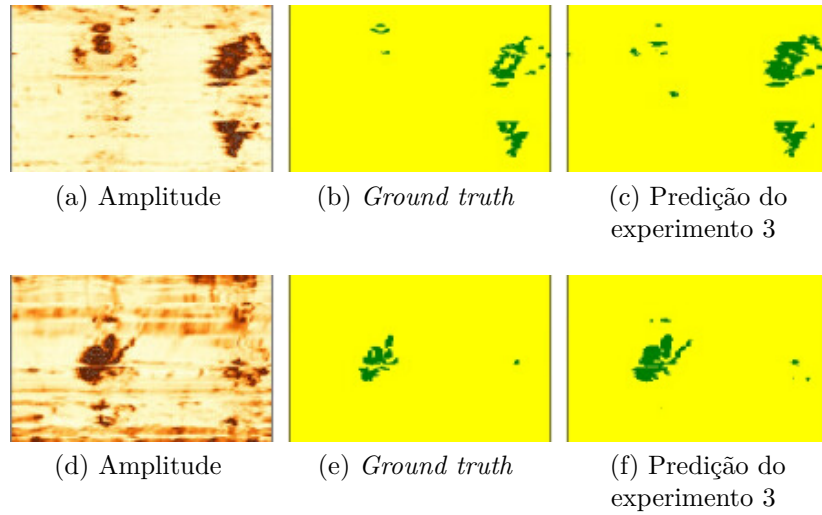 (a) Amplitude
(b) Ground truth
(c) Predição do
experimento 3
(d) Amplitude
(e) Ground truth
(f) Predição do
experimento 3